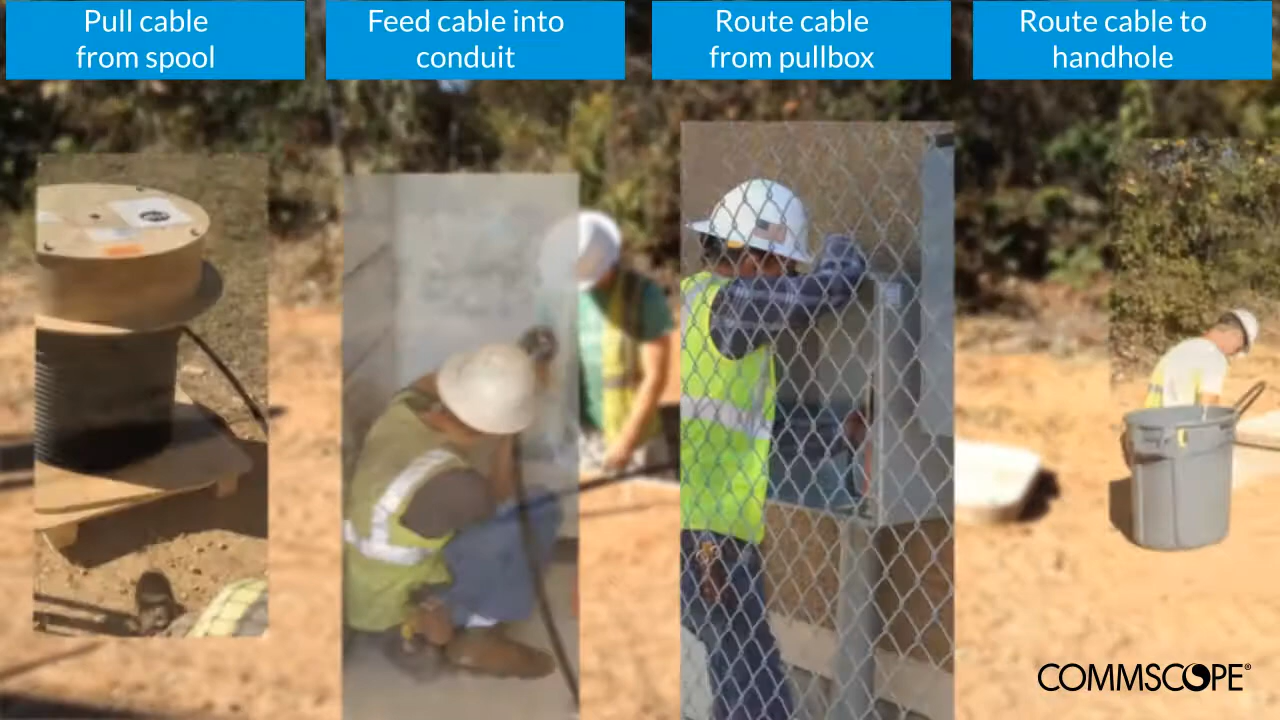 Pull cable
from spool
Feed cable into
conduit
Route cable
from pullbox
Route cable to
handhole
COMMSCOPE®